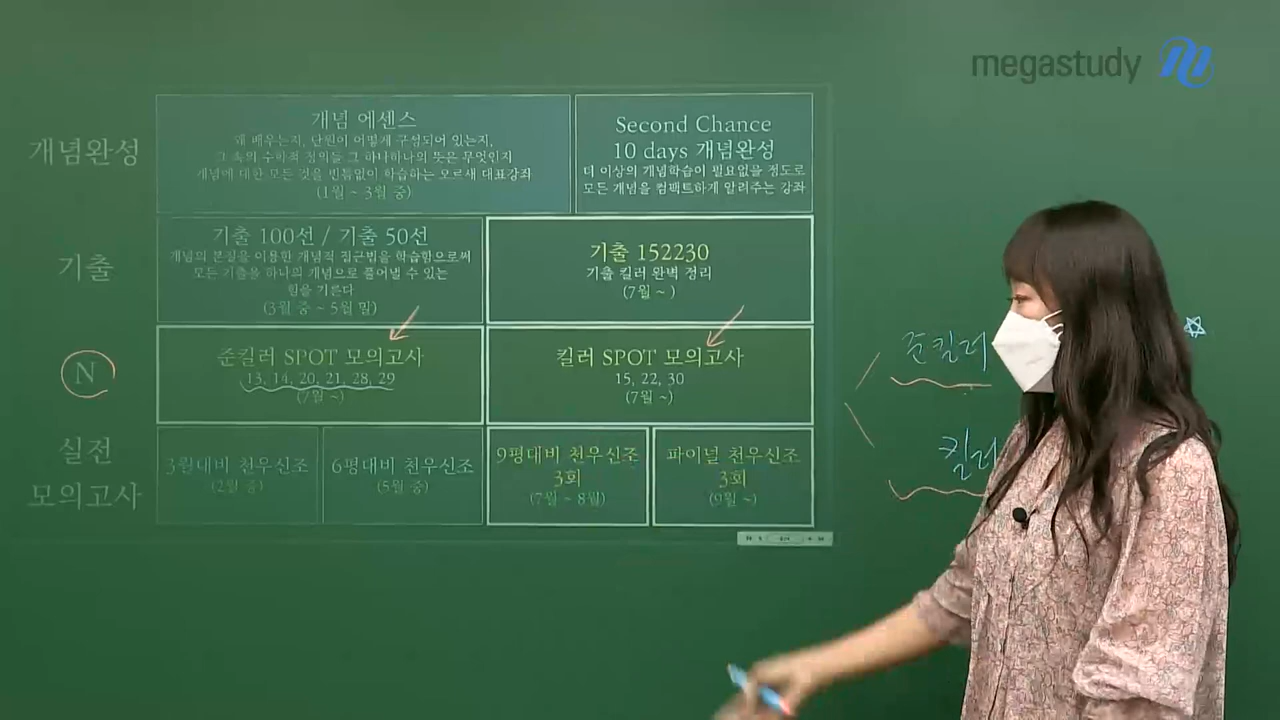 megastudy
개념완성
개념 에센스
왜 배우는지, 단원이 어떻게 구성되어 있는지,
그 속의 수학적 정의들 그 하나하나의 뜻은 무엇인지
개념에 대한 모든 것을 빈틈없이 학습하는 오르새 대표강좌
(1월 ~ 3월 중)
Second Chance
10 days 개념완성
더 이상의 개념학습이 필요없을 정도로
모든 개념을 컴팩트하게 알려주는 강좌
기출
기출 100선 / 기출 50선
개념의 본질을 이용한 개념적 접근법을 학습함으로써
모든 기출을 하나의 개념으로 풀어낼 수 있는
힘을 기른다
(3월 중 ~ 5월 말)
기출 152230
기출 킬러 완벽 정리
(7월 ~ )
N
준킬러 SPOT 모의고사
13, 14, 20, 21, 28, 29
(7월 ~)
킬러 SPOT 모의고사
15, 22, 30
(7월 ~)
준킬러
킬러
실전
모의고사
3월대비 천우신조
(2월 중)
6평대비 천우신조
(5월 중)
9평대비 천우신조
3회
(7월 ~ 8월)
파이널 천우신조
3회
(9월 ~)